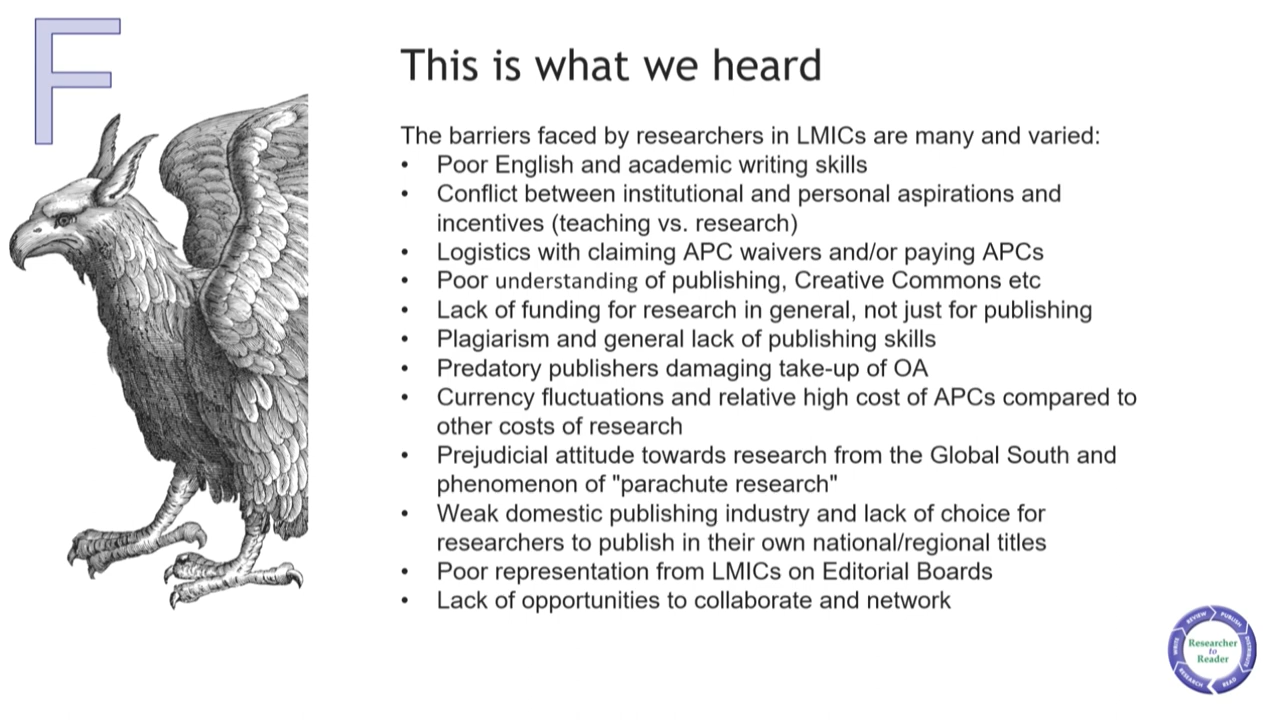 F
This is what we heard
The barriers faced by researchers in LMICs are many and varied:
• Poor English and academic writing skills
• Conflict between institutional and personal aspirations and
incentives (teaching vs. research)
• Logistics with claiming APC waivers and/or paying APCs
• Poor understanding of publishing, Creative Commons etc
• Lack of funding for research in general, not just for publishing
• Plagiarism and general lack of publishing skills
• Predatory publishers damaging take-up of OA
• Currency fluctuations and relative high cost of APCs compared to
other costs of research
• Prejudicial attitude towards research from the Global South and
phenomenon of "parachute research"
• Weak domestic publishing industry and lack of choice for
researchers to publish in their own national/regional titles
• Poor representation from LMICs on Editorial Boards
• Lack of opportunities to collaborate and network
REVIEW
PUBLISH
DISTRIBUTE
READ
RESEARCH
WRITE
Researcher
to
Reader